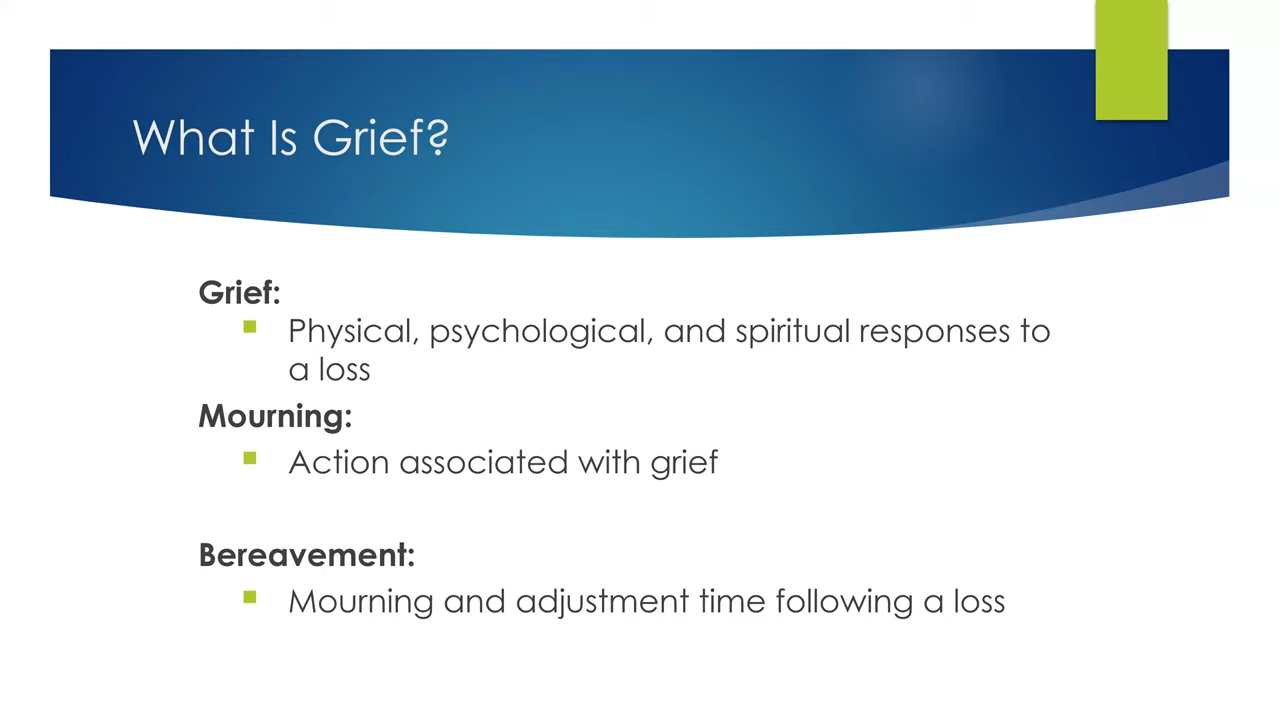 What Is Grief?
Grief:
Physical, psychological, and spiritual responses to
a loss
Mourning:
Action associated with grief
Bereavement:
Mourning and adjustment time following a loss